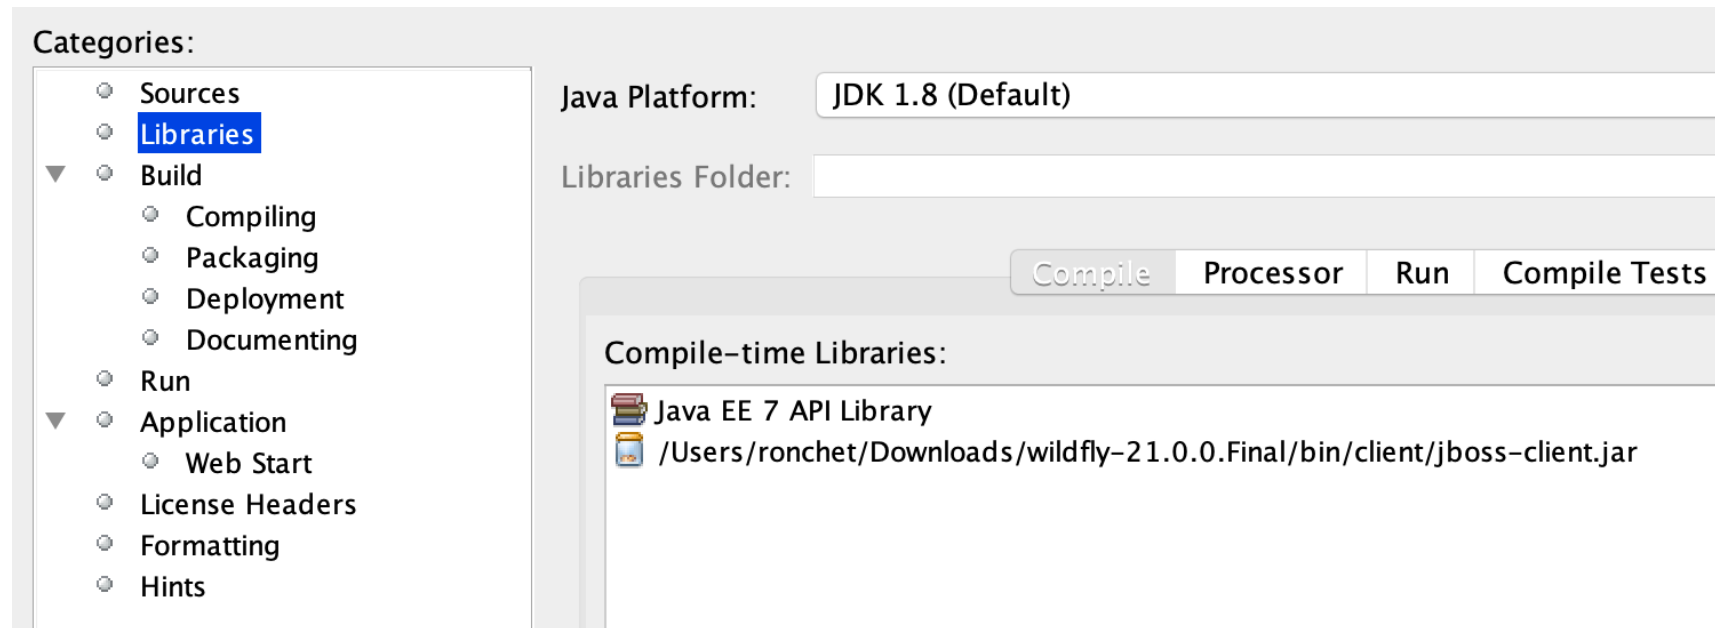 Categories:
Sources
Libraries
Build
Compiling
Packaging
Deployment
Documenting
Run
Application
Web Start
License Headers
Formatting
Hints
Java Platform: JDK 1.8 (Default)
Libraries Folder:
Compile Processor Run Compile Tests
Compile-time Libraries:
Java EE 7 API Library
/Users/ronchet/Downloads/wildfly-21.0.0.Final/bin/client/jboss-client.jar